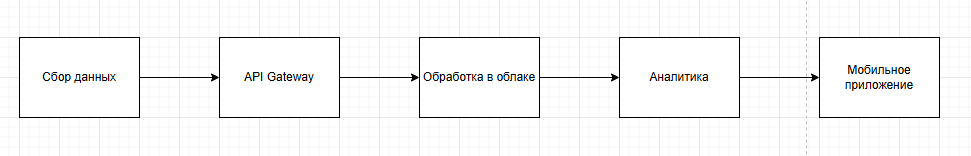 Сбор данных
API Gateway
Обработка в облаке
Аналитика
Мобильное
приложение